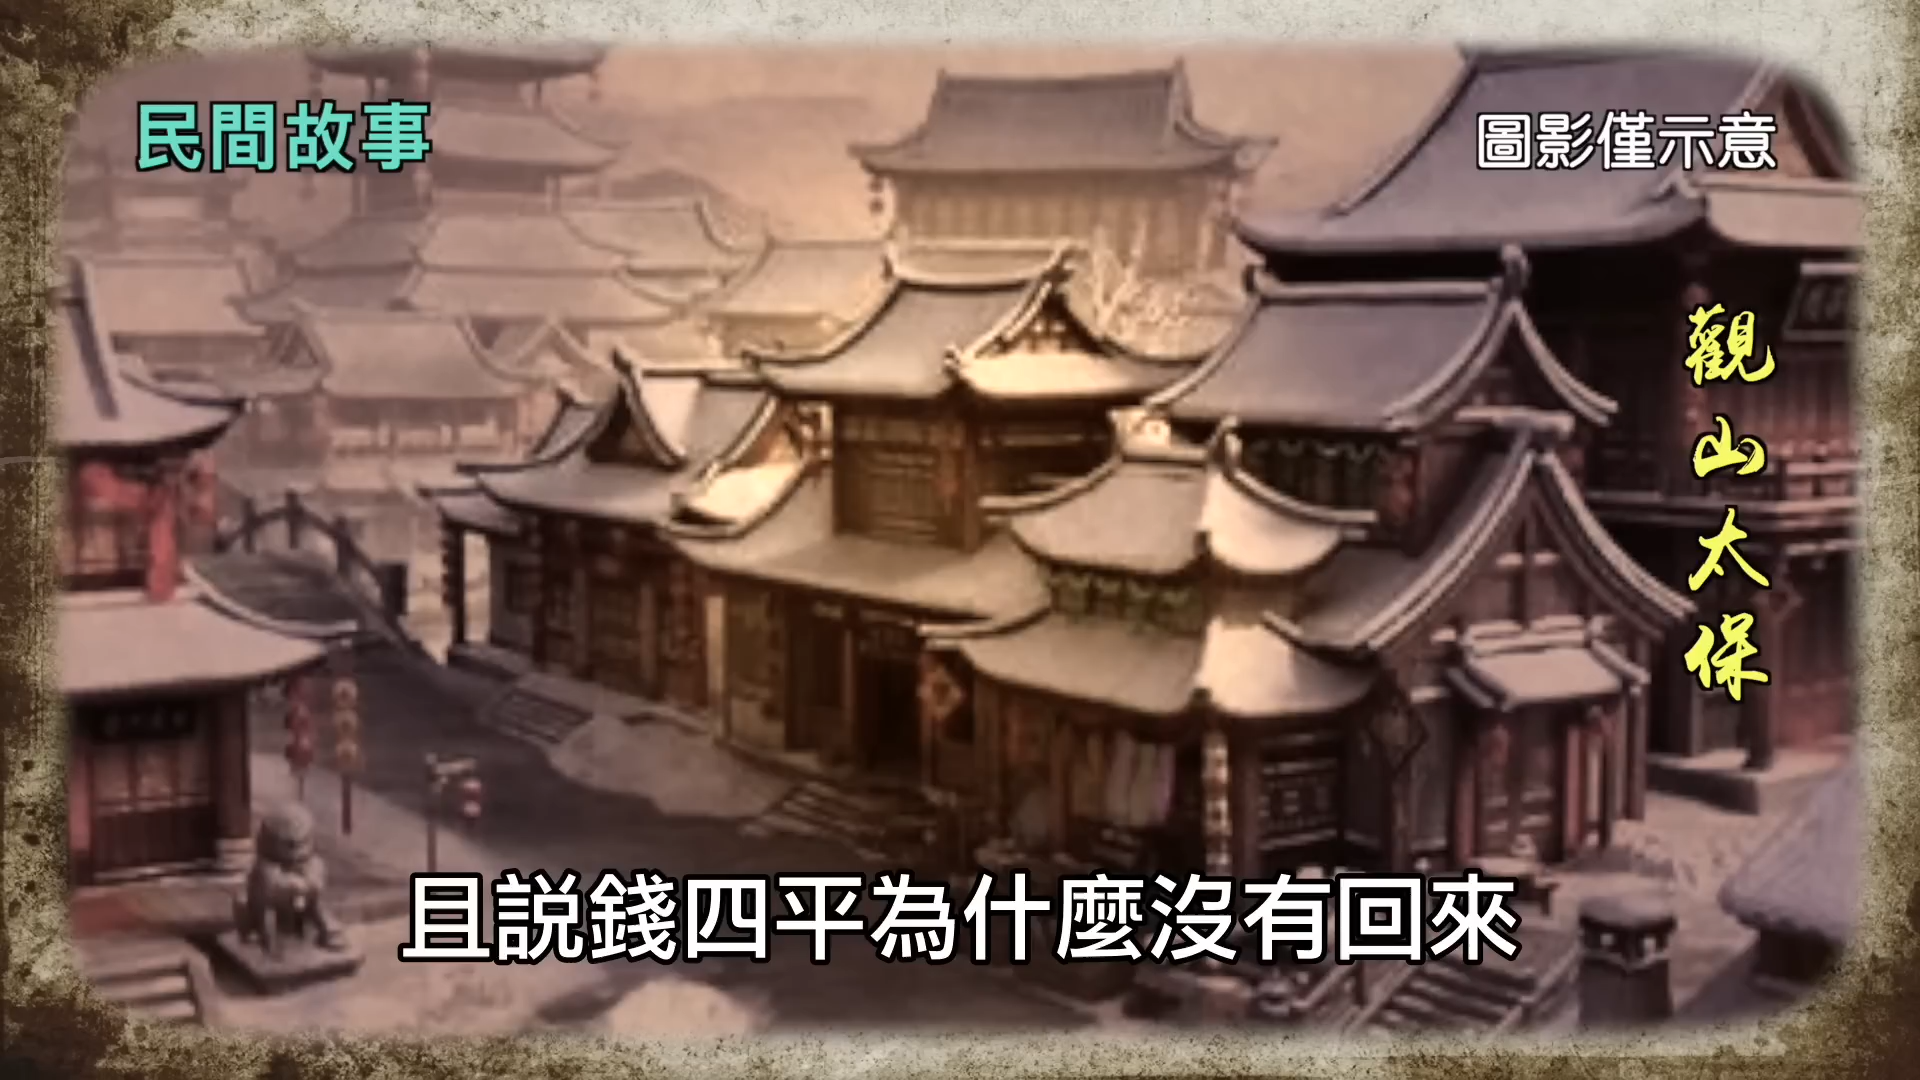 民間故事
圖影僅示意
觀山太保
且説錢四平為什麼沒有回來